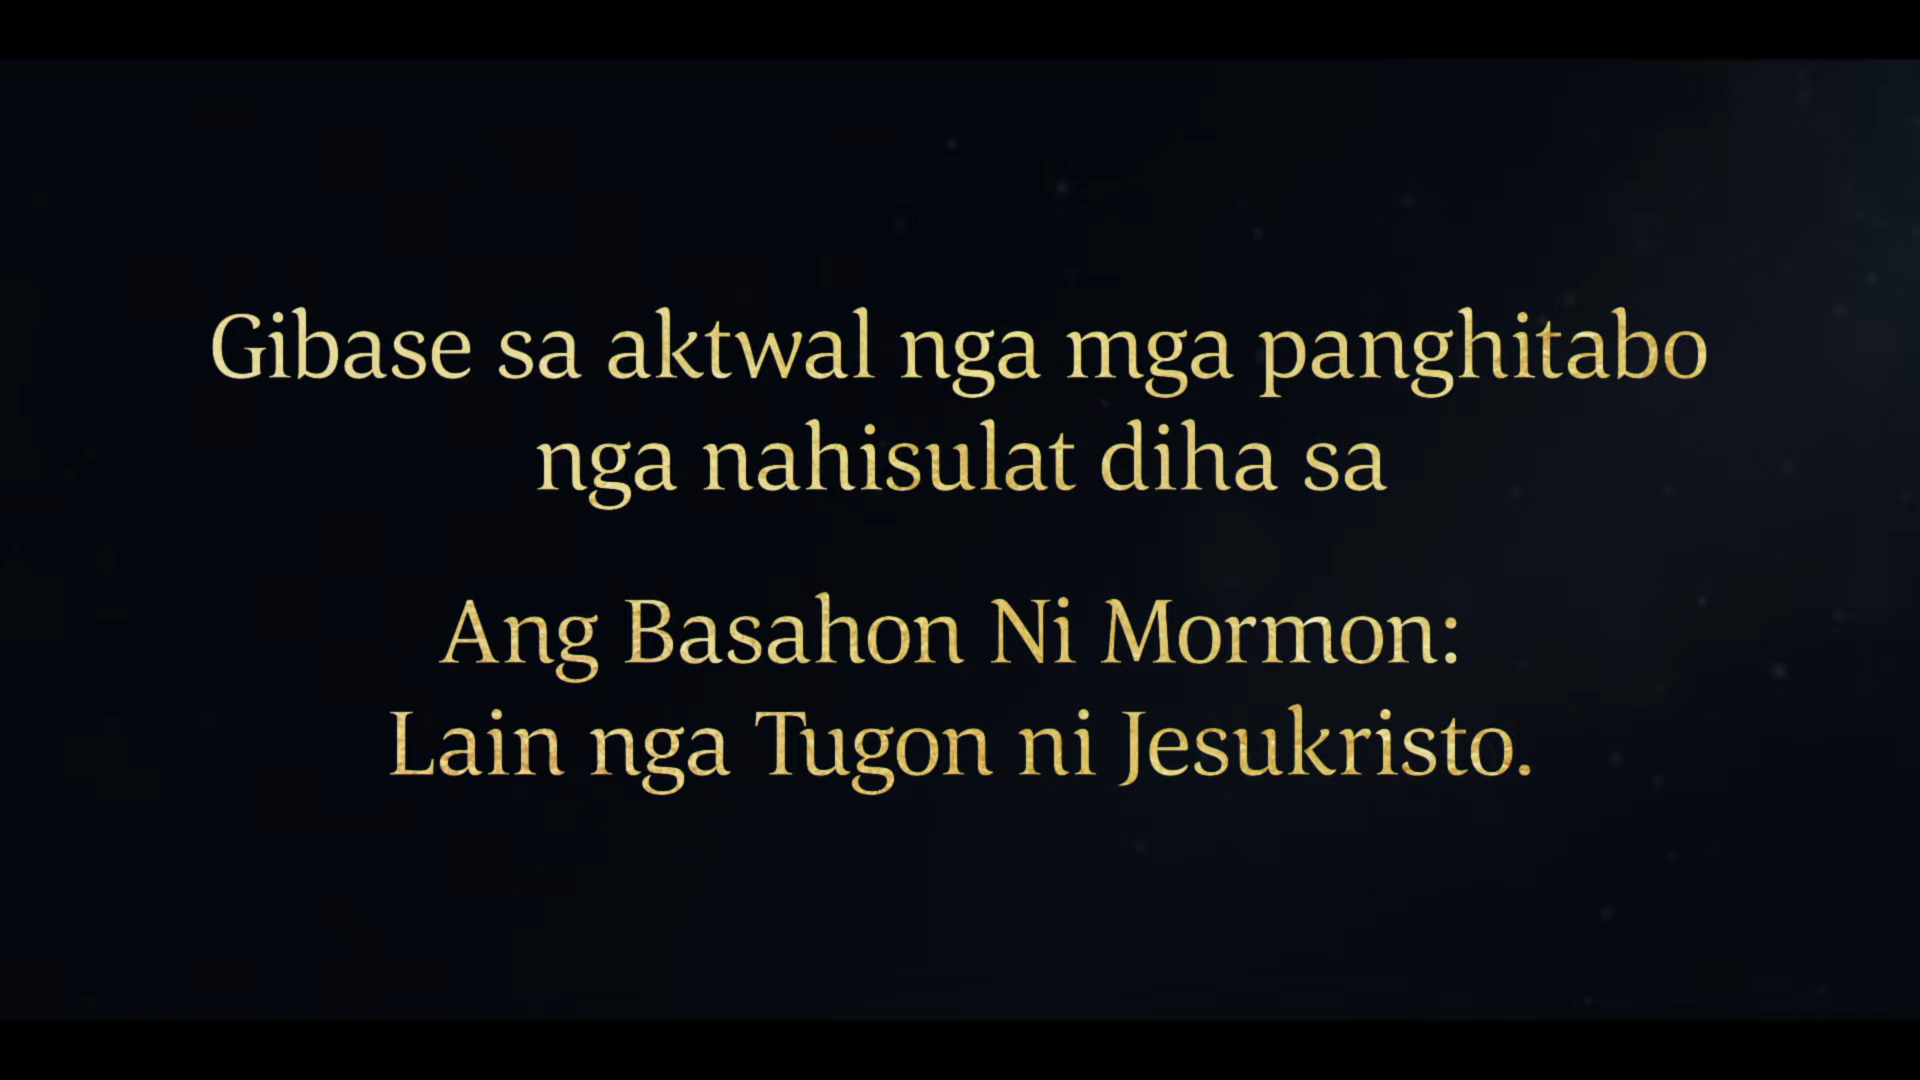 Gibase sa aktwal nga mga panghitabo
nga nahisulat diha sa
Ang Basahon Ni Mormon:
Lain nga Tugon ni Jesukristo.